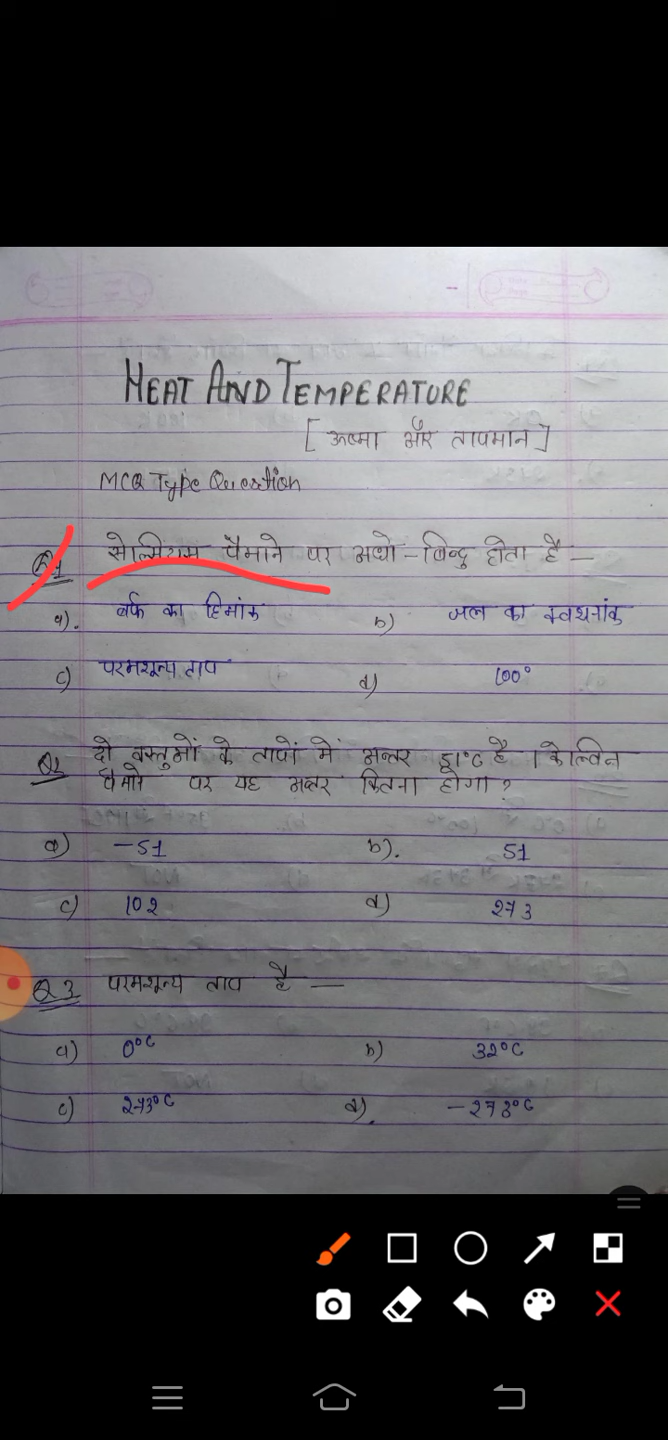 HEAT AND TEMPERATURE
[ ऊष्मा और तापमान ]
MCQ Type Question
Q1 सेल्सियस पैमाने पर अधो-बिन्दु होता है —
a). बर्फ का हिमांक b) जल का क्वथनांक
c) परमशून्य ताप d) 100°
Q2 दो वस्तुओं के तापों में अन्तर 51°C है । केल्विन
पैमाने पर यह अन्तर कितना होगा ?
a) -51 b). 51
c) 102 d) 273
Q3 परमशून्य ताप है —
a) 0°C b) 32°C
c) 273°C d). -273°C